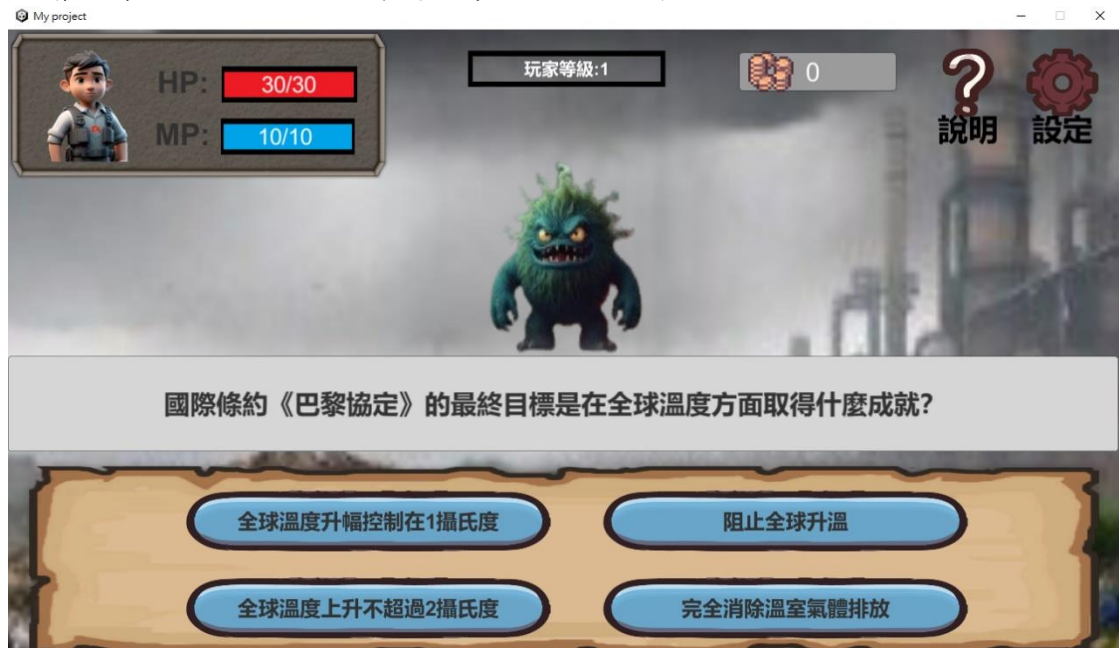 My project
HP: 30/30
MP: 10/10
玩家等級:1
0
說明
設定
國際條約《巴黎協定》的最終目標是在全球溫度方面取得什麼成就?
全球溫度升幅控制在1攝氏度
阻止全球升溫
全球溫度上升不超過2攝氏度
完全消除溫室氣體排放